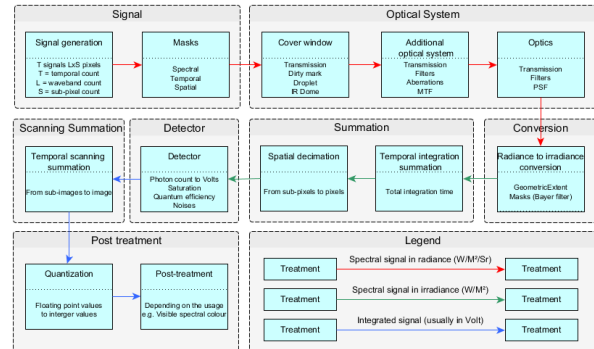 Signal
Optical System
Signal generation
T signals LxS pixels
T = temporal count
L = waveband count
S = sub-pixel count
Masks
Spectral
Temporal
Spatial
Cover window
Transmission
Dirty mark
Droplet
IR Dome
Additional
optical system
Transmission
Filters
Aberrations
MTF
Optics
Transmission
Filters
PSF
Scanning Summation
Detector
Summation
Conversion
Temporal scanning
summation
From sub-images to image
Detector
Photon count to Volts
Saturation
Quantum efficiency
Noises
Spatial decimation
From sub-pixels to pixels
Temporal integration
summation
Total integration time
Radiance to irradiance
conversion
GeometricExtent
Masks (Bayer filter)
Post treatment
Quantization
Floating point values
to interger values
Post-treatment
Depending on the usage
e.g. Visible spectral colour
Legend
Treatment
Spectral signal in radiance (W/M²/Sr)
Treatment
Treatment
Spectral signal in irradiance (W/M²)
Treatment
Treatment
Integrated signal (usually in Volt)
Treatment